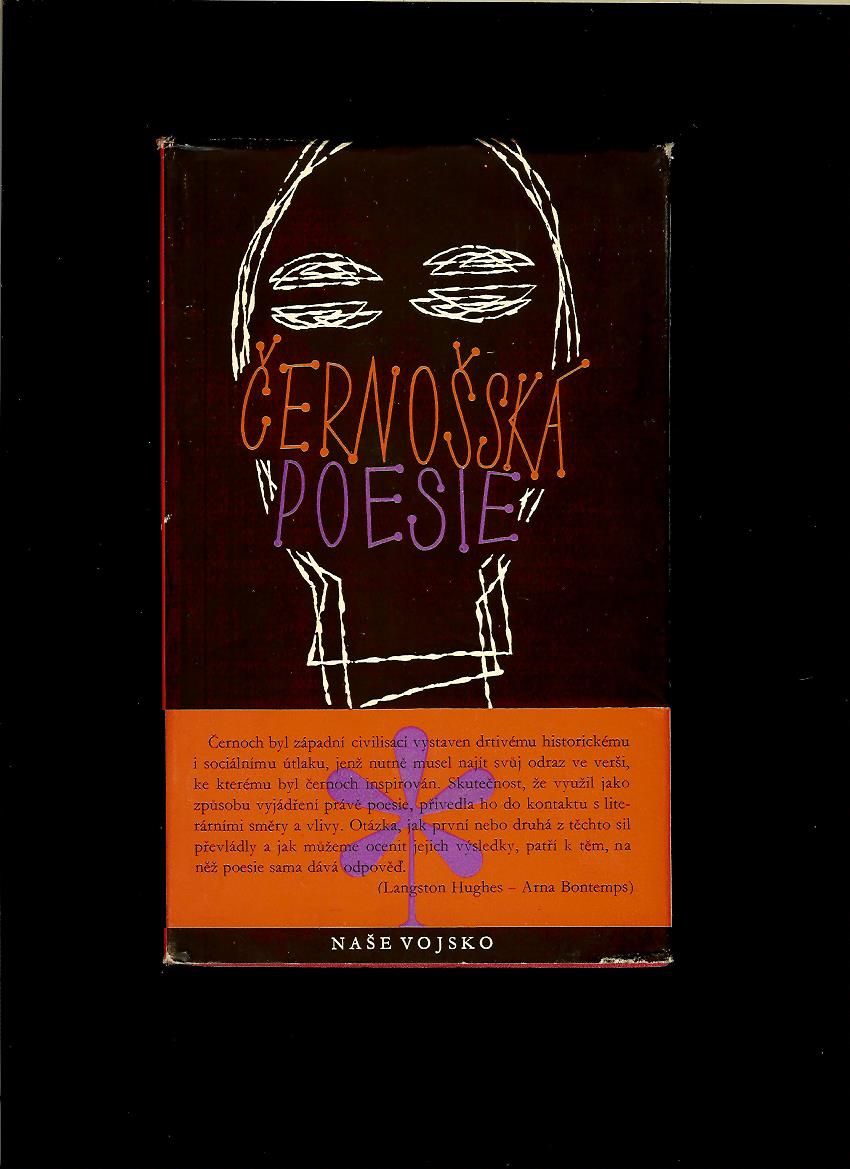 ČERNOŠSKÁ
POESIE
Černoch byl západní civilisací vystaven drtivému historickému
i sociálnímu útlaku, jenž nutně musel najít svůj odraz ve verši,
ke kterému byl černoch inspirován. Skutečnost, že využil jako
způsobu vyjádření právě poesie, přivedla ho do kontaktu s lite-
rárními směry a vlivy. Otázka, jak první nebo druhá z těchto sil
převládly a jak můžeme ocenit jejich výsledky, patří k těm, na
něž poesie sama dává odpověď.
(Langston Hughes – Arna Bontemps)
NAŠE VOJSKO